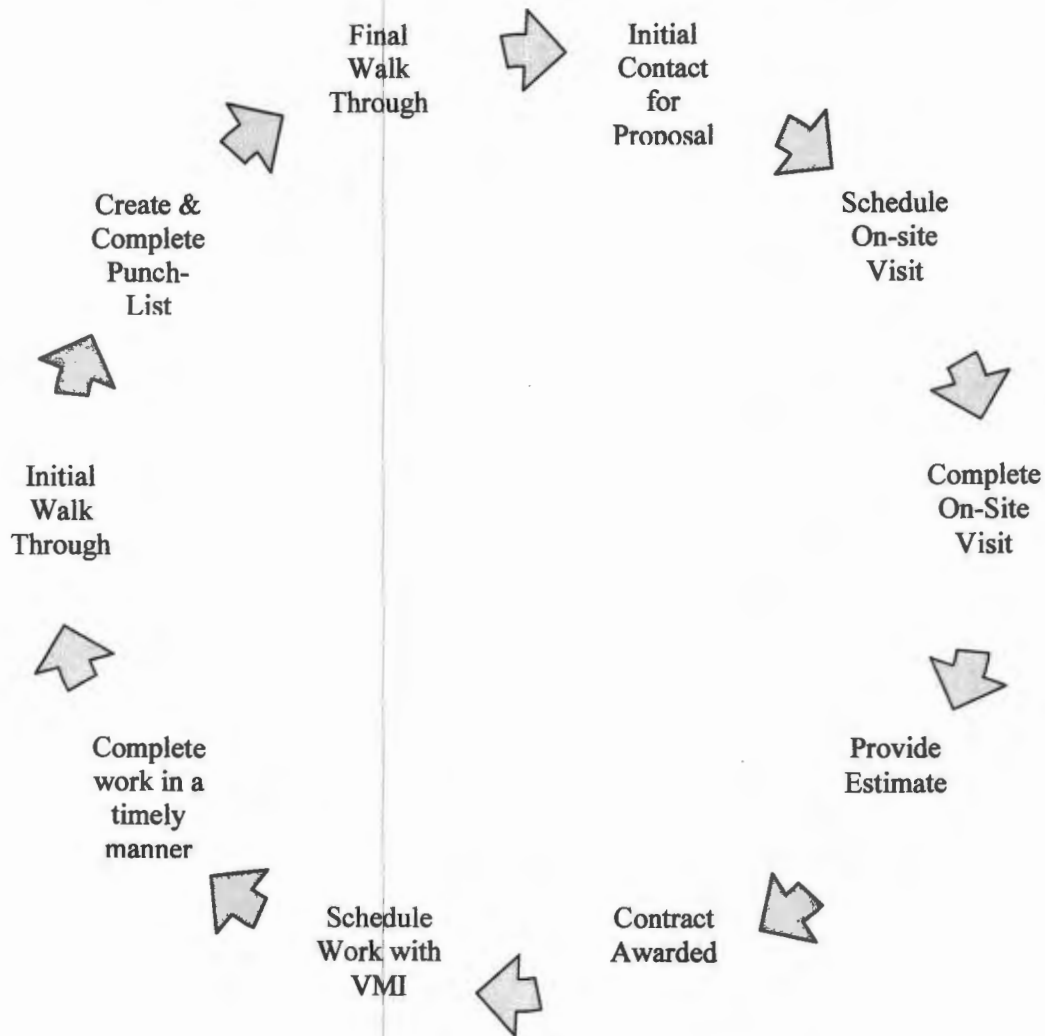 Final
Walk
Through
Initial
Contact
for
Proposal
Schedule
On-site
Visit
Complete
On-Site
Visit
Provide
Estimate
Contract
Awarded
Schedule
Work with
VMI
Complete
work in a
timely
manner
Initial
Walk
Through
Create &
Complete
Punch-
List